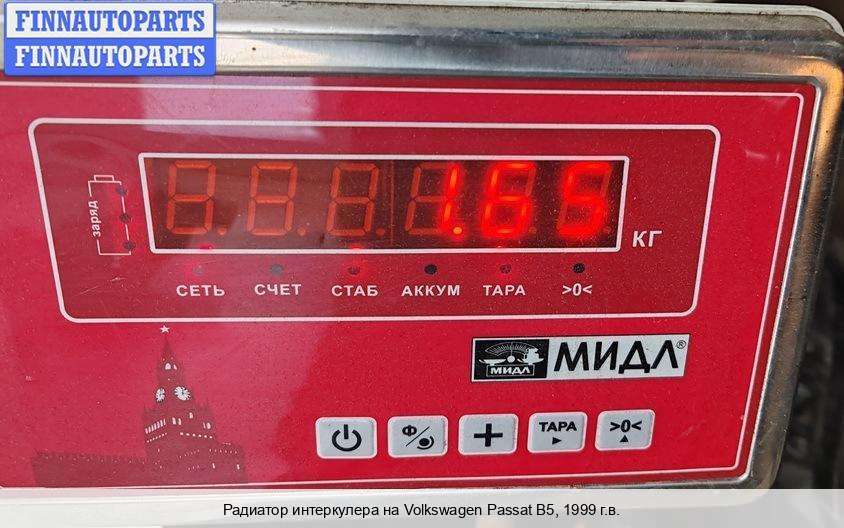 FINNAUTOPARTS
FINNAUTOPARTS
заряд
1.65
КГ
СЕТЬ СЧЕТ СТАБ АККУМ ТАРА >0<
МИДЛ МИДЛ®
Ф ТАРА >0<
Радиатор интеркулера на Volkswagen Passat B5, 1999 г.в.